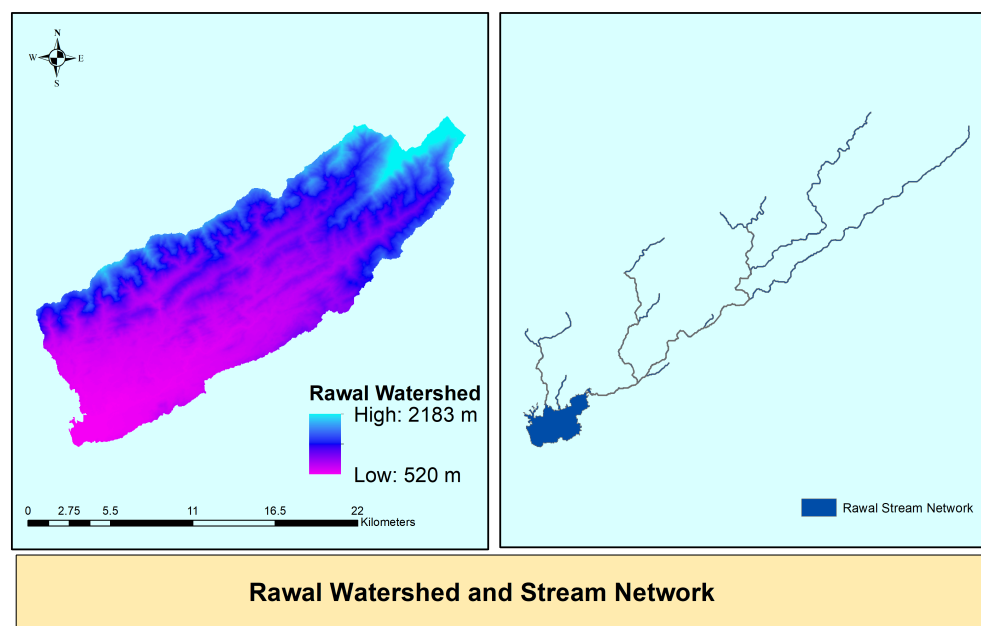 N
W E
S
Rawal Watershed
High: 2183 m
Low: 520 m
0 2.75 5.5 11 16.5 22
Kilometers
Rawal Stream Network
Rawal Watershed and Stream Network